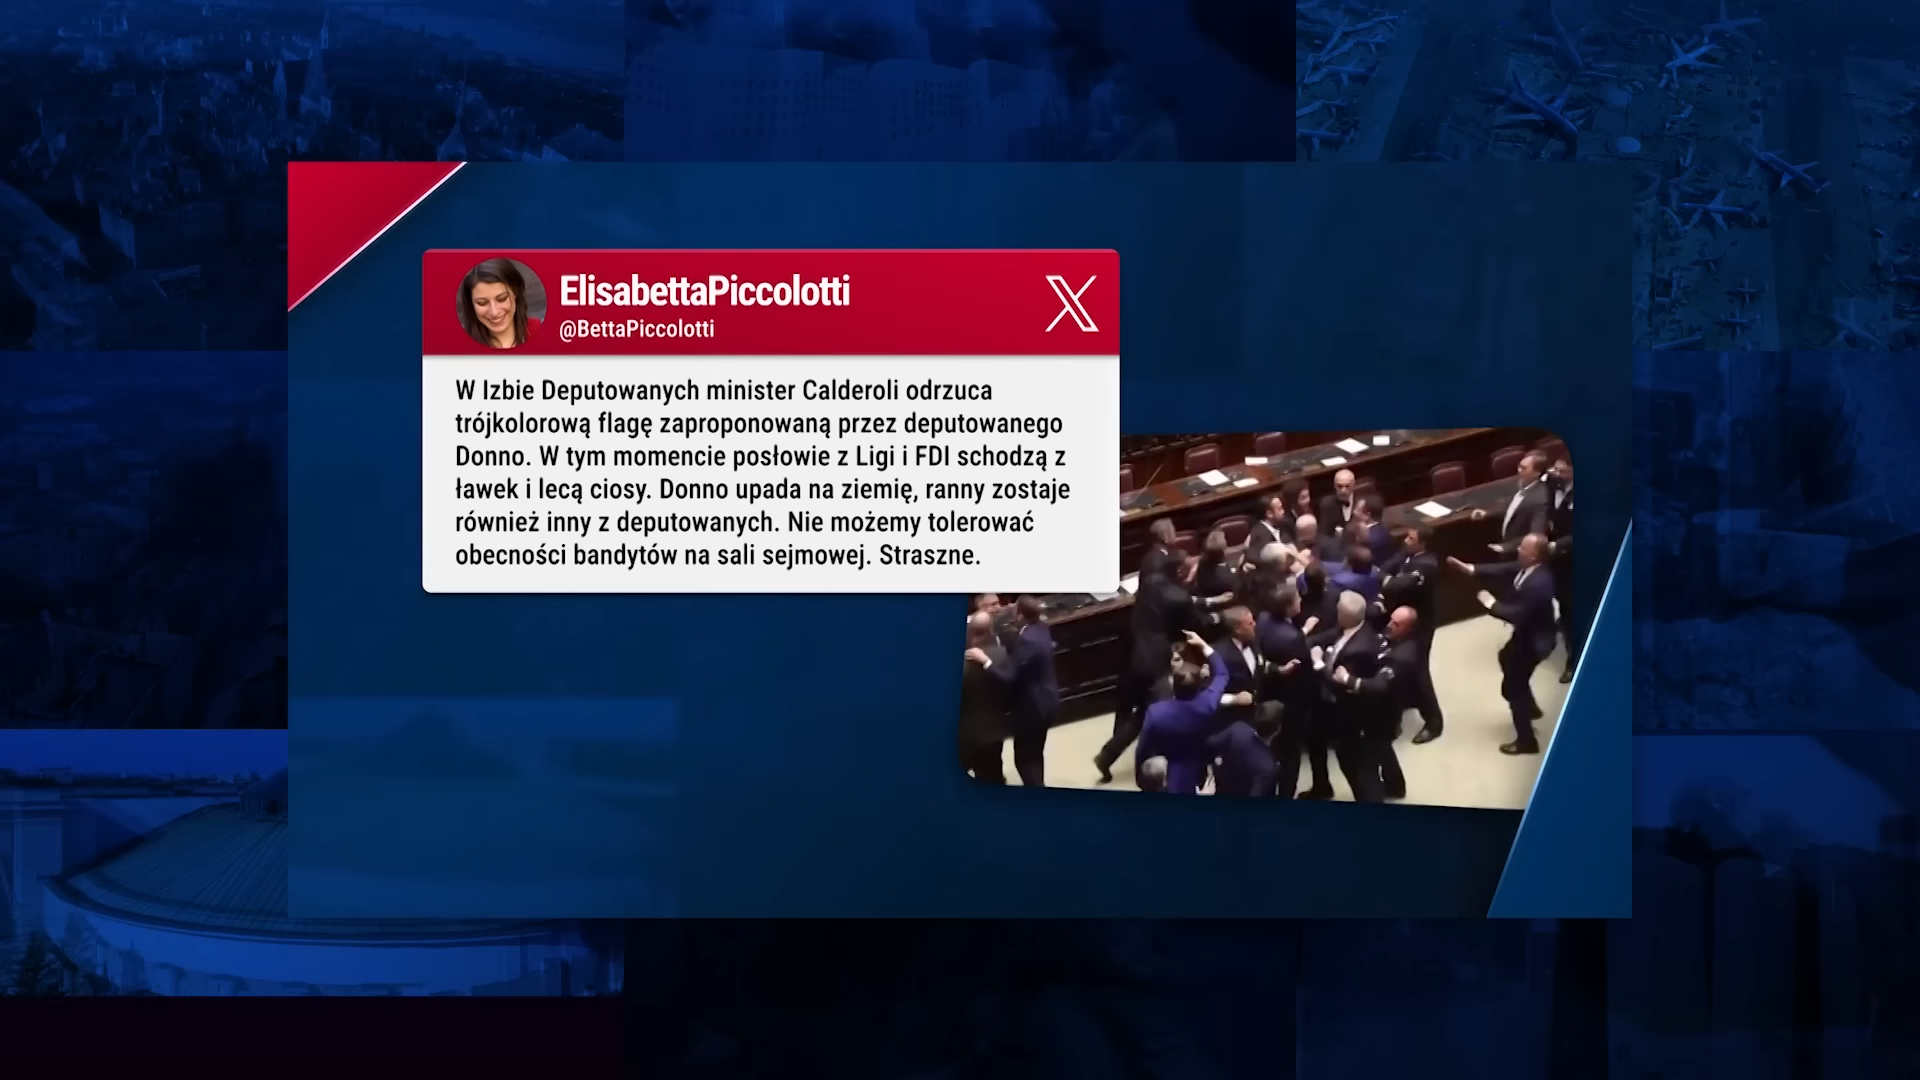 ElisabettaPiccolotti
@BettaPiccolotti
W Izbie Deputowanych minister Calderoli odrzuca
trójkolorową flagę zaproponowaną przez deputowanego
Donno. W tym momencie posłowie z Ligi i FDI schodzą z
ławek i lecą ciosy. Donno upada na ziemię, ranny zostaje
również inny z deputowanych. Nie możemy tolerować
obecności bandytów na sali sejmowej. Straszne.